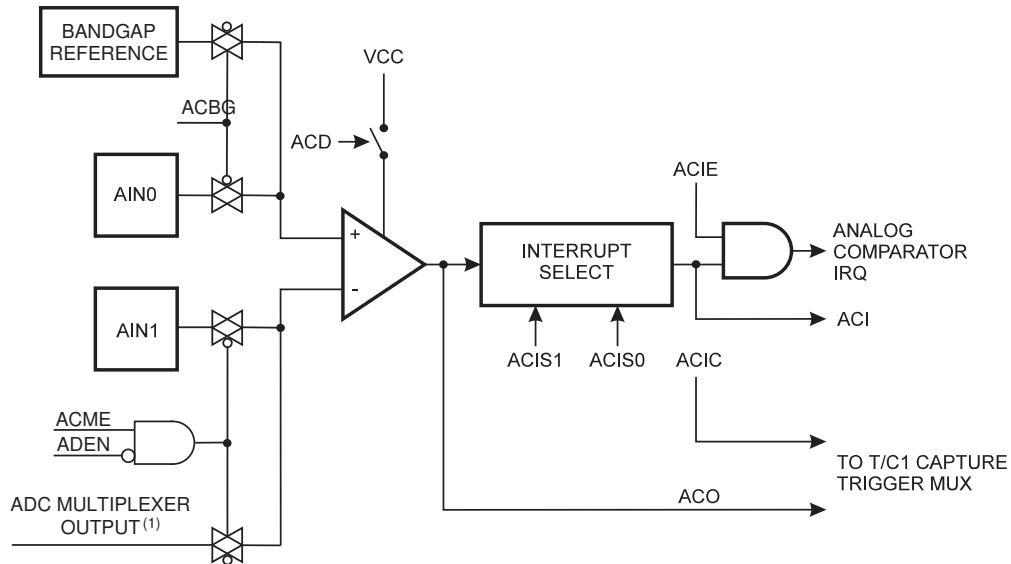 BANDGAP
REFERENCE
VCC
ACBG
ACD
AIN0
ACIE
+
-
INTERRUPT
SELECT
ANALOG
COMPARATOR
IRQ
AIN1
ACI
ACIS1
ACIS0
ACIC
ACME
ADEN
TO T/C1 CAPTURE
TRIGGER MUX
ACO
ADC MULTIPLEXER
OUTPUT (1)